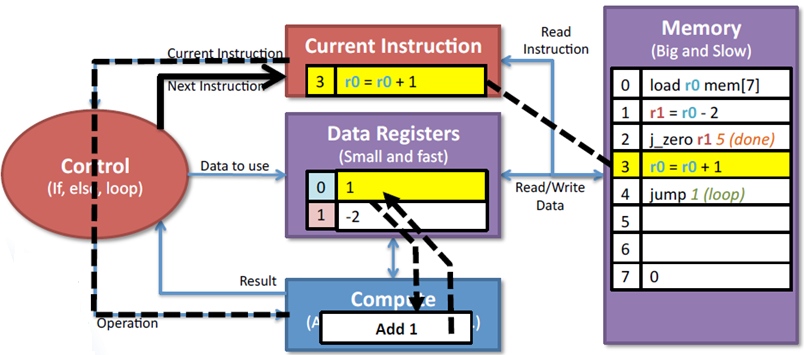 Current Instruction
Next Instruction
Current Instruction
3 r0 = r0 + 1
Read
Instruction
Memory
(Big and Slow)
0 load r0 mem[7]
1 r1 = r0 - 2
2 j_zero r1 5 (done)
3 r0 = r0 + 1
4 jump 1 (loop)
5
6
7 0
Control
(If, else, loop)
Data to use
Data Registers
(Small and fast)
0 1
1 -2
Read/Write
Data
Result
Operation
Compute
(A .)
Add 1